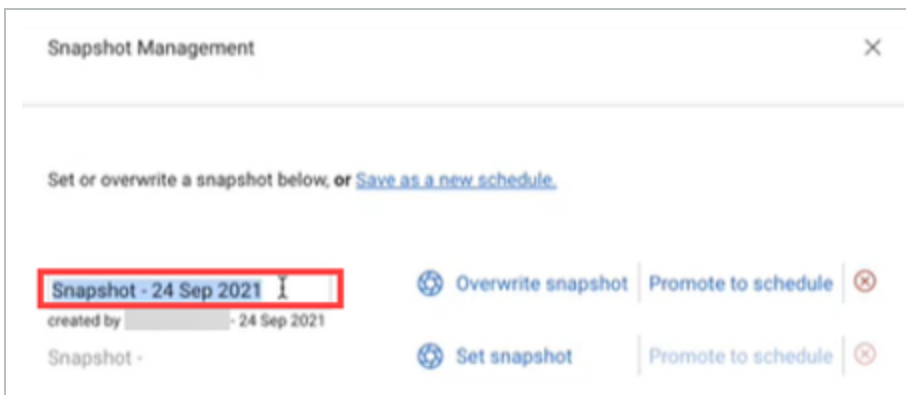 Snapshot Management
Set or overwrite a snapshot below, or Save as a new schedule.
Snapshot - 24 Sep 2021 Overwrite snapshot Promote to schedule
created by - 24 Sep 2021
Snapshot - Set snapshot Promote to schedule